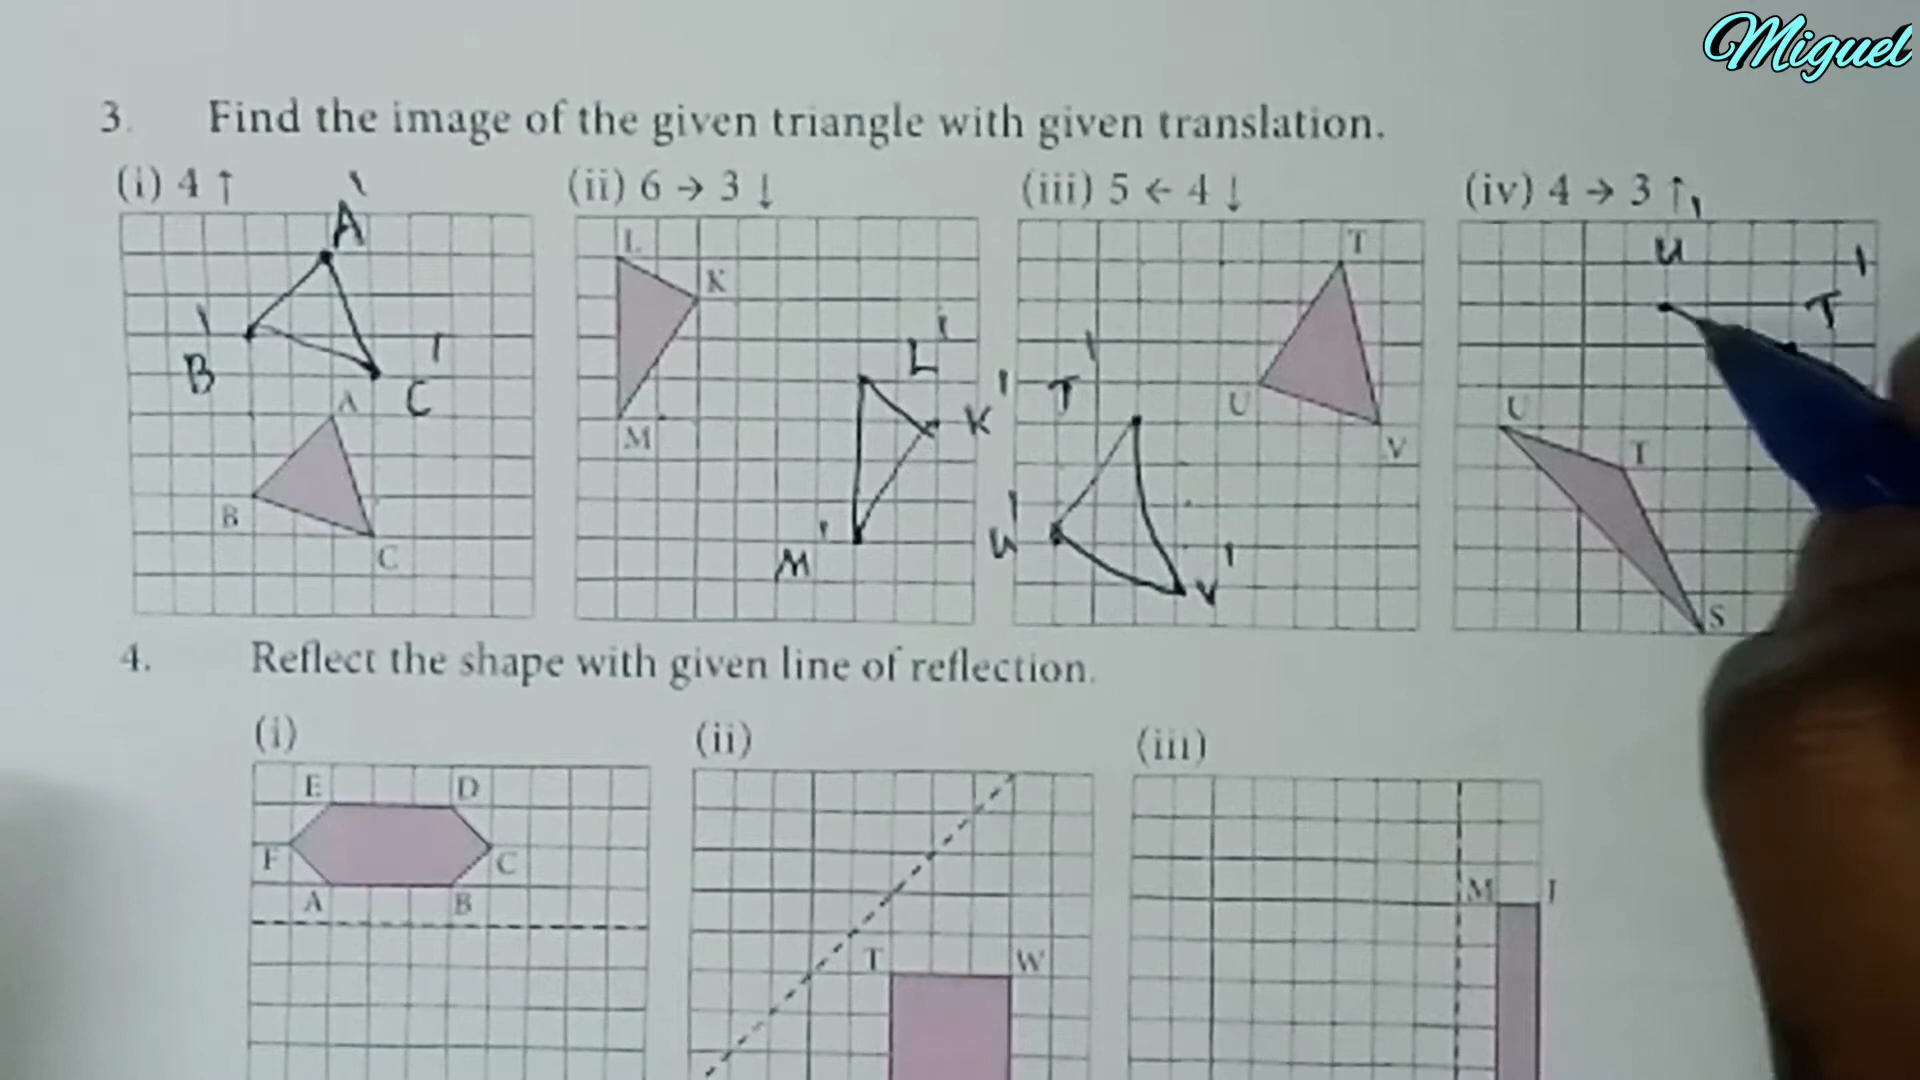 Miguel
3. Find the image of the given triangle with given translation.
(i) 4 ↑ (ii) 6 → 3 ↓ (iii) 5 ← 4 ↓ (iv) 4 → 3 ↑
A'
B'
C'
A
B
C
L
K
M
L'
K'
M'
T
U
V
T'
U'
V'
U'
T'
U
T
S
4. Reflect the shape with given line of reflection.
(i) (ii) (iii)
E D
F C
A B
T W
M J